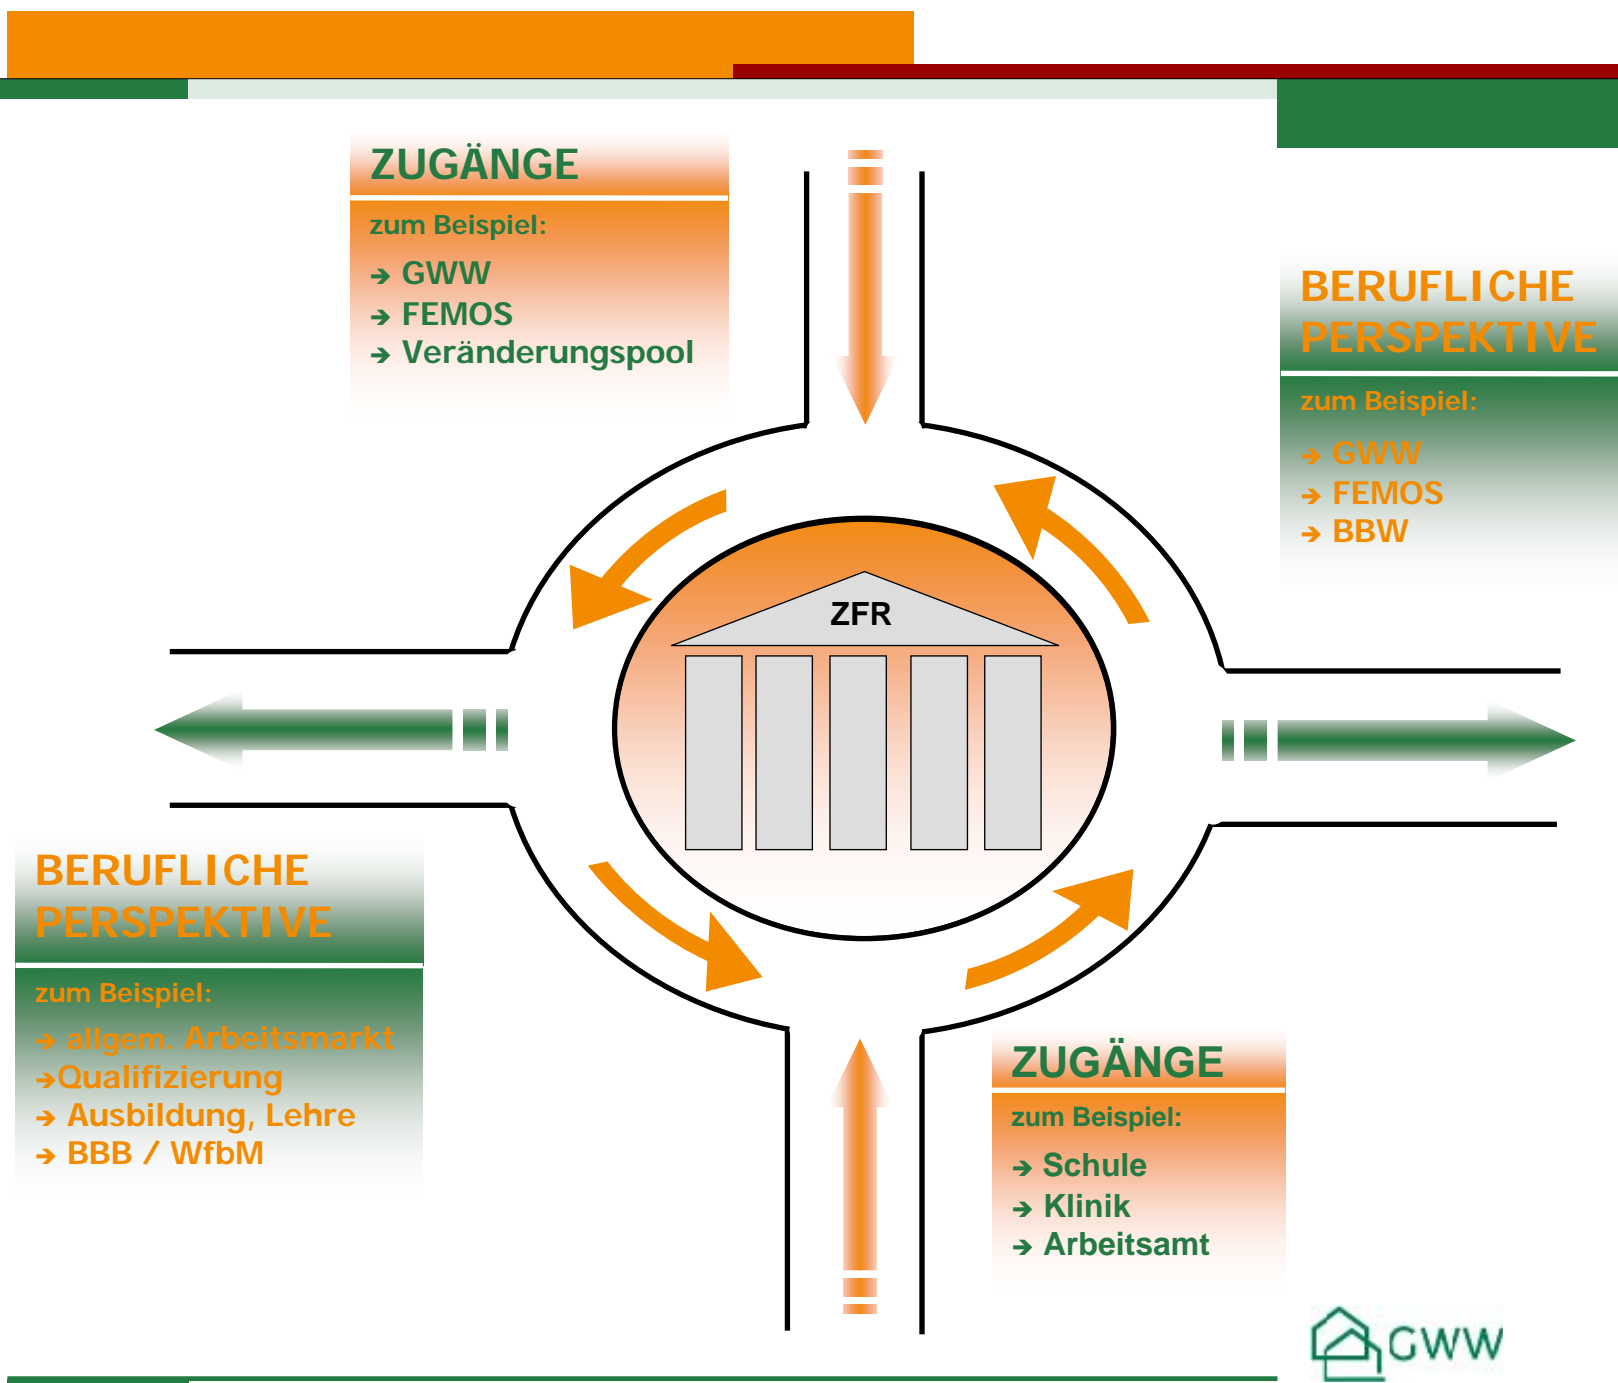 ZUGÄNGE
zum Beispiel:
➔ GWW
➔ FEMOS
➔ Veränderungspool
BERUFLICHE
PERSPEKTIVE
zum Beispiel:
➔ GWW
➔ FEMOS
➔ BBW
ZFR
BERUFLICHE
PERSPEKTIVE
zum Beispiel:
➔ allgem. Arbeitsmarkt
➔Qualifizierung
➔ Ausbildung, Lehre
➔ BBB / WfbM
ZUGÄNGE
zum Beispiel:
➔ Schule
➔ Klinik
➔ Arbeitsamt
GWW